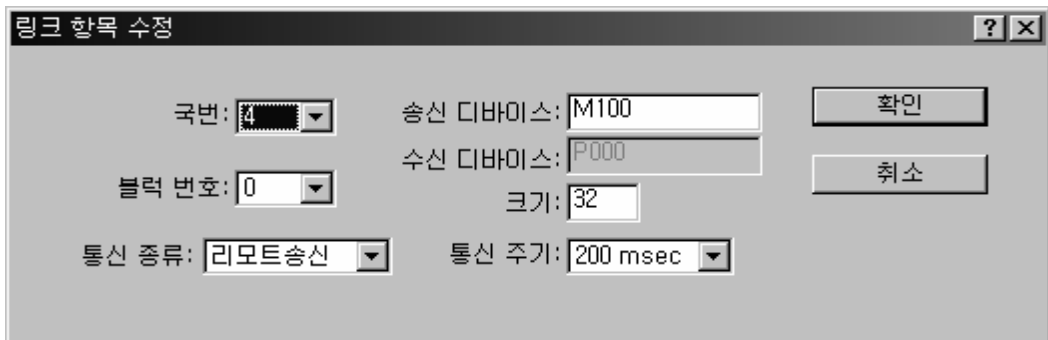 링크 항목 수정
국번: 4
송신 디바이스: M100
확인
수신 디바이스: P000
취소
블럭 번호: 0
크기: 32
통신 종류: 리모트송신
통신 주기: 200 msec